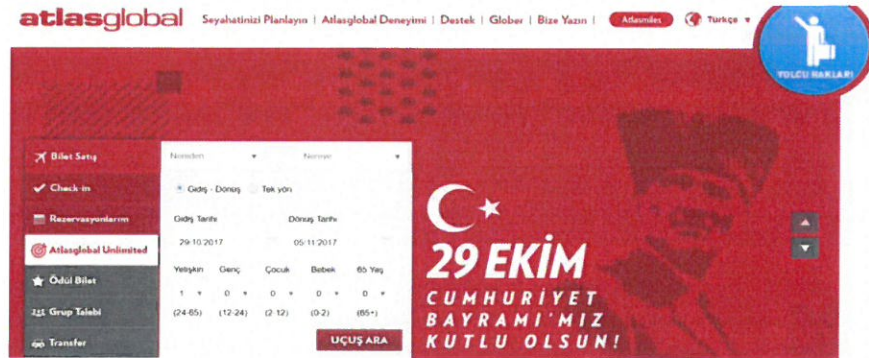 atlasglobal
Seyahatinizi Planlayın | Atlasglobal Deneyimi | Destek | Glober | Bize Yazın |
Atlasmiles
Türkçe
YOLCU HAKLARI
Bilet Satış
Check-in
Rezervasyonlarım
Atlasglobal Unlimited
Ödül Bilet
Grup Talebi
Transfer
Nereden Nereye
Gidiş - Dönüş Tek yön
Gidiş Tarihi Dönüş Tarihi
29.10.2017 05.11.2017
Yetişkin Genç Çocuk Bebek 65 Yaş
1 0 0 0 0
(24-65) (12-24) (2-12) (0-2) (65+)
UÇUŞ ARA
29 EKİM
CUMHURİYET
BAYRAMI'MIZ
KUTLU OLSUN!